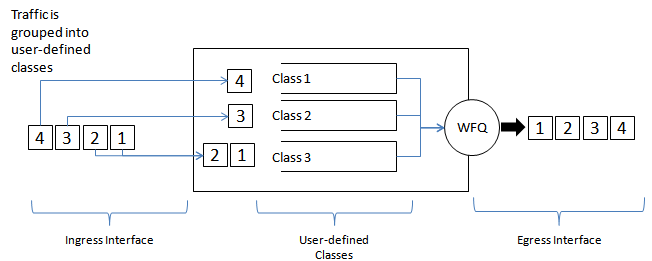 Traffic is
grouped into
user-defined
classes
4 Class 1
3 Class 2
4 3 2 1
WFQ
1 2 3 4
2 1 Class 3
Ingress Interface
User-defined
Classes
Egress Interface